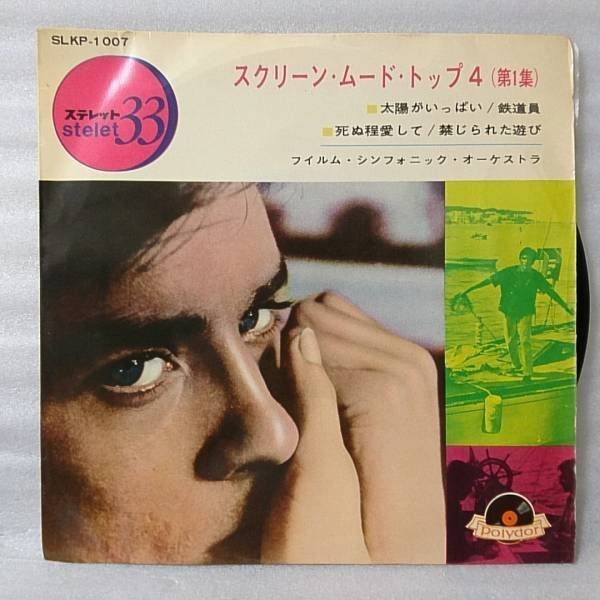 SLKP-1007
ステレット
stelet 33
スクリーン・ムード・トップ4(第1集)
太陽がいっぱい/鉄道員
死ぬ程愛して/禁じられた遊び
フイルム・シンフォニック・オーケストラ
Polydor